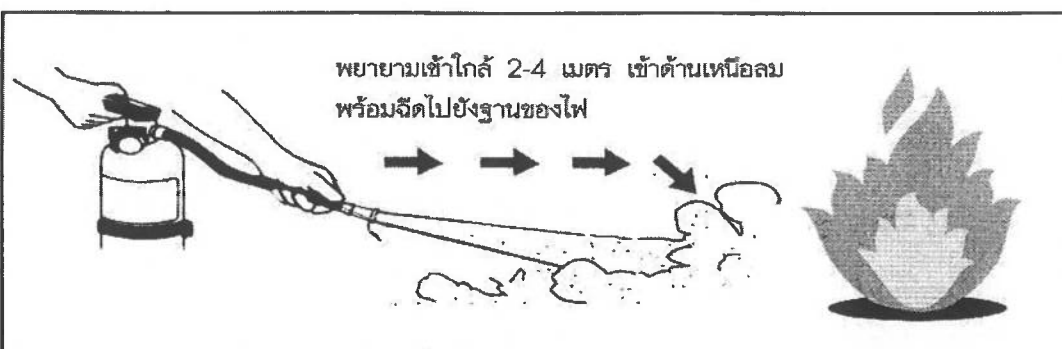 พยายามเข้าใกล้ 2-4 เมตร เข้าด้านเหนือลม
พร้อมฉีดไปยังฐานของไฟ